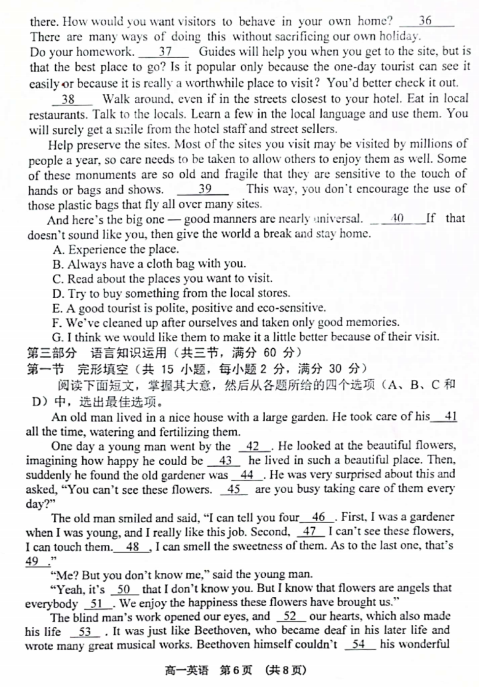 there. How would you want visitors to behave in your own home? 36
There are many ways of doing this without sacrificing our own holiday.
Do your homework. 37 Guides will help you when you get to the site, but is
that the best place to go? Is it popular only because the one-day tourist can see it
easily or because it is really a worthwhile place to visit? You'd better check it out.
38 Walk around, even if in the streets closest to your hotel. Eat in local
restaurants. Talk to the locals. Learn a few in the local language and use them. You
will surely get a smile from the hotel staff and street sellers.
Help preserve the sites. Most of the sites you visit may be visited by millions of
people a year, so care needs to be taken to allow others to enjoy them as well. Some
of these monuments are so old and fragile that they are sensitive to the touch of
hands or bags and shows. 39 This way, you don't encourage the use of
those plastic bags that fly all over many sites.
And here's the big one — good manners are nearly universal. 40 If that
doesn't sound like you, then give the world a break and stay home.
A. Experience the place.
B. Always have a cloth bag with you.
C. Read about the places you want to visit.
D. Try to buy something from the local stores.
E. A good tourist is polite, positive and eco-sensitive.
F. We've cleaned up after ourselves and taken only good memories.
G. I think we would like them to make it a little better because of their visit.
第三部分 语言知识运用（共三节，满分 60 分）
第一节 完形填空（共 15 小题，每小题 2 分，满分 30 分）
阅读下面短文，掌握其大意，然后从各题所给的四个选项（A、B、C 和
D）中，选出最佳选项。
An old man lived in a nice house with a large garden. He took care of his 41
all the time, watering and fertilizing them.
One day a young man went by the 42 . He looked at the beautiful flowers,
imagining how happy he could be 43 he lived in such a beautiful place. Then,
suddenly he found the old gardener was 44 . He was very surprised about this and
asked, "You can't see these flowers. 45 are you busy taking care of them every
day?"
The old man smiled and said, "I can tell you four 46 . First, I was a gardener
when I was young, and I really like this job. Second, 47 I can't see these flowers,
I can touch them. 48 , I can smell the sweetness of them. As to the last one, that's
49 ."
"Me? But you don't know me," said the young man.
"Yeah, it's 50 that I don't know you. But I know that flowers are angels that
everybody 51 . We enjoy the happiness these flowers have brought us."
The blind man's work opened our eyes, and 52 our hearts, which also made
his life 53 . It was just like Beethoven, who became deaf in his later life and
wrote many great musical works. Beethoven himself couldn't 54 his wonderful
高一英语 第 6 页 (共 8 页)